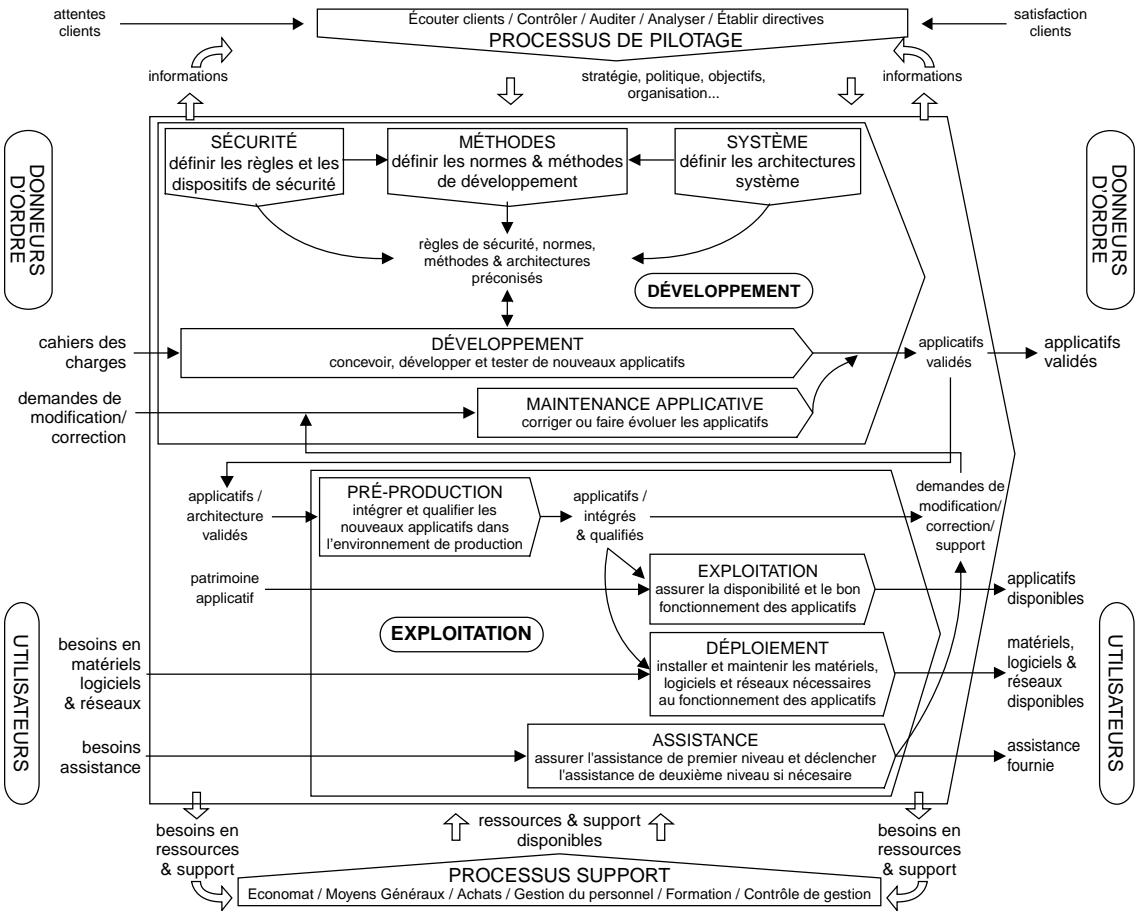 attentes
clients
Écouter clients / Contrôler / Auditer / Analyser / Établir directives
PROCESSUS DE PILOTAGE
satisfaction
clients
informations
stratégie, politique, objectifs,
organisation...
informations
DONNEURS
D'ORDRE
SÉCURITÉ
définir les règles et les
dispositifs de sécurité
MÉTHODES
définir les normes & méthodes
de développement
SYSTÈME
définir les architectures
système
DONNEURS
D'ORDRE
règles de sécurité, normes,
méthodes & architectures
préconisés
DÉVELOPPEMENT
cahiers des
charges
DÉVELOPPEMENT
concevoir, développer et tester de nouveaux applicatifs
applicatifs
validés
applicatifs
validés
demandes de
modification/
correction
MAINTENANCE APPLICATIVE
corriger ou faire évoluer les applicatifs
applicatifs /
architecture
validés
PRÉ-PRODUCTION
intégrer et qualifier les
nouveaux applicatifs dans
l'environnement de production
applicatifs /
intégrés
& qualifiés
demandes de
modification/
correction/
support
patrimoine
applicatif
EXPLOITATION
assurer la disponibilité et le bon
fonctionnement des applicatifs
applicatifs
disponibles
UTILISATEURS
EXPLOITATION
besoins en
matériels
logiciels
& réseaux
DÉPLOIEMENT
installer et maintenir les matériels,
logiciels et réseaux nécessaires
au fonctionnement des applicatifs
matériels,
logiciels &
réseaux
disponibles
UTILISATEURS
besoins
assistance
ASSISTANCE
assurer l'assistance de premier niveau et déclencher
l'assistance de deuxième niveau si nécesaire
assistance
fournie
besoins en
ressources
& support
ressources & support
disponibles
besoins en
ressources
& support
PROCESSUS SUPPORT
Economat / Moyens Généraux / Achats / Gestion du personnel / Formation / Contrôle de gestion